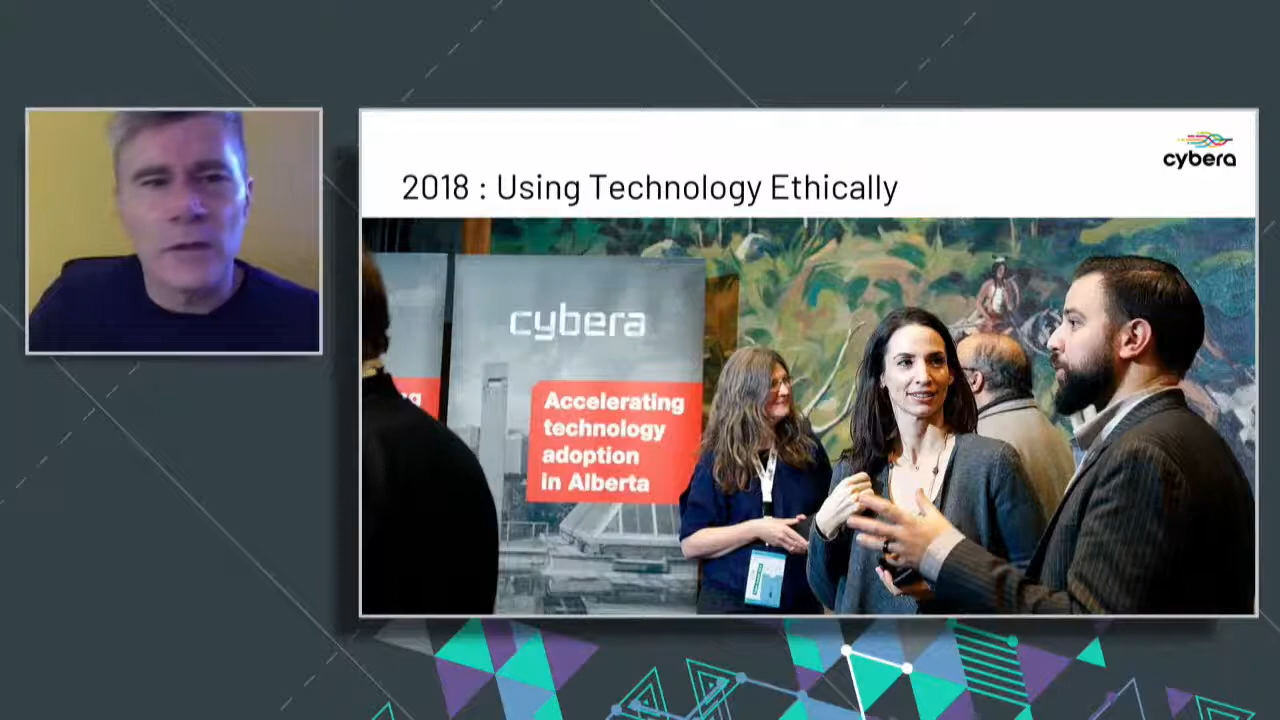 cybera
2018 : Using Technology Ethically
cybera
g
Accelerating
technology
adoption
in Alberta